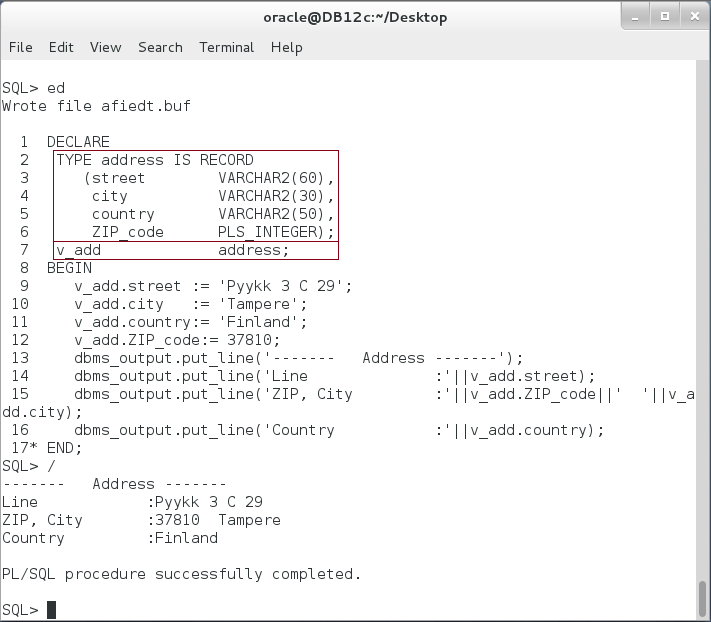 oracle@DB12c:~/Desktop
File Edit View Search Terminal Help
SQL> ed
Wrote file afiedt.buf
  1  DECLARE
  2   TYPE address IS RECORD
  3      (street        VARCHAR2(60),
  4       city          VARCHAR2(30),
  5       country       VARCHAR2(50),
  6       ZIP_code      PLS_INTEGER);
  7   v_add             address;
  8  BEGIN
  9     v_add.street := 'Pyykk 3 C 29';
 10     v_add.city   := 'Tampere';
 11     v_add.country:= 'Finland';
 12     v_add.ZIP_code:= 37810;
 13     dbms_output.put_line('-------   Address -------');
 14     dbms_output.put_line('Line              :'||v_add.street);
 15     dbms_output.put_line('ZIP, City         :'||v_add.ZIP_code||'  '||v_a
dd.city);
 16     dbms_output.put_line('Country           :'||v_add.country);
 17* END;
SQL> /
-------   Address -------
Line            :Pyykk 3 C 29
ZIP, City       :37810  Tampere
Country         :Finland
PL/SQL procedure successfully completed.
SQL>